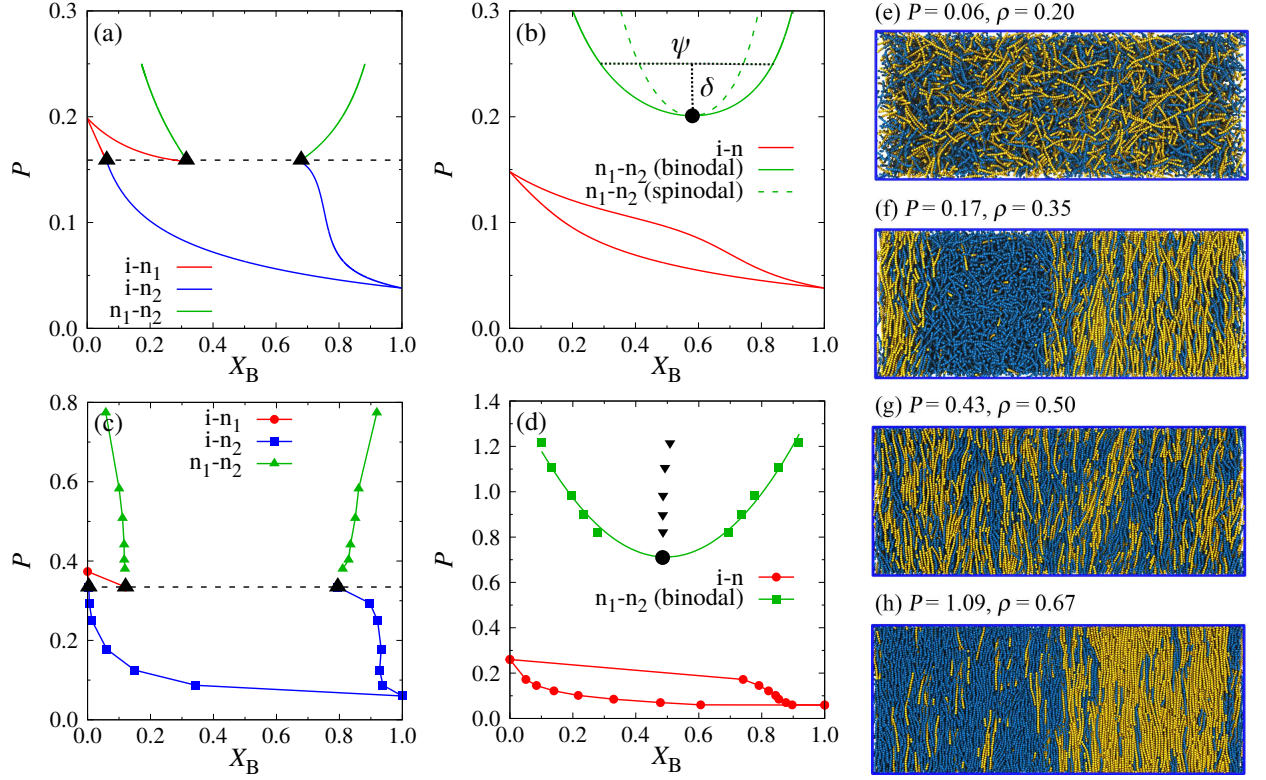 (a)
0.3
0.2
0.1
0.0
P
i-n1
i-n2
n1-n2
0.0 0.2 0.4 0.6 0.8 1.0
XB
(b)
0.3
0.2
0.1
0.0
P
ψ
δ
i-n
n1-n2 (binodal)
n1-n2 (spinodal)
0.0 0.2 0.4 0.6 0.8 1.0
XB
(c)
0.8
0.6
0.4
0.2
0.0
P
i-n1
i-n2
n1-n2
0.0 0.2 0.4 0.6 0.8 1.0
XB
(d)
1.4
1.2
1.0
0.8
0.6
0.4
0.2
0.0
P
i-n
n1-n2 (binodal)
0.0 0.2 0.4 0.6 0.8 1.0
XB
(e) P = 0.06, ρ = 0.20
(f) P = 0.17, ρ = 0.35
(g) P = 0.43, ρ = 0.50
(h) P = 1.09, ρ = 0.67